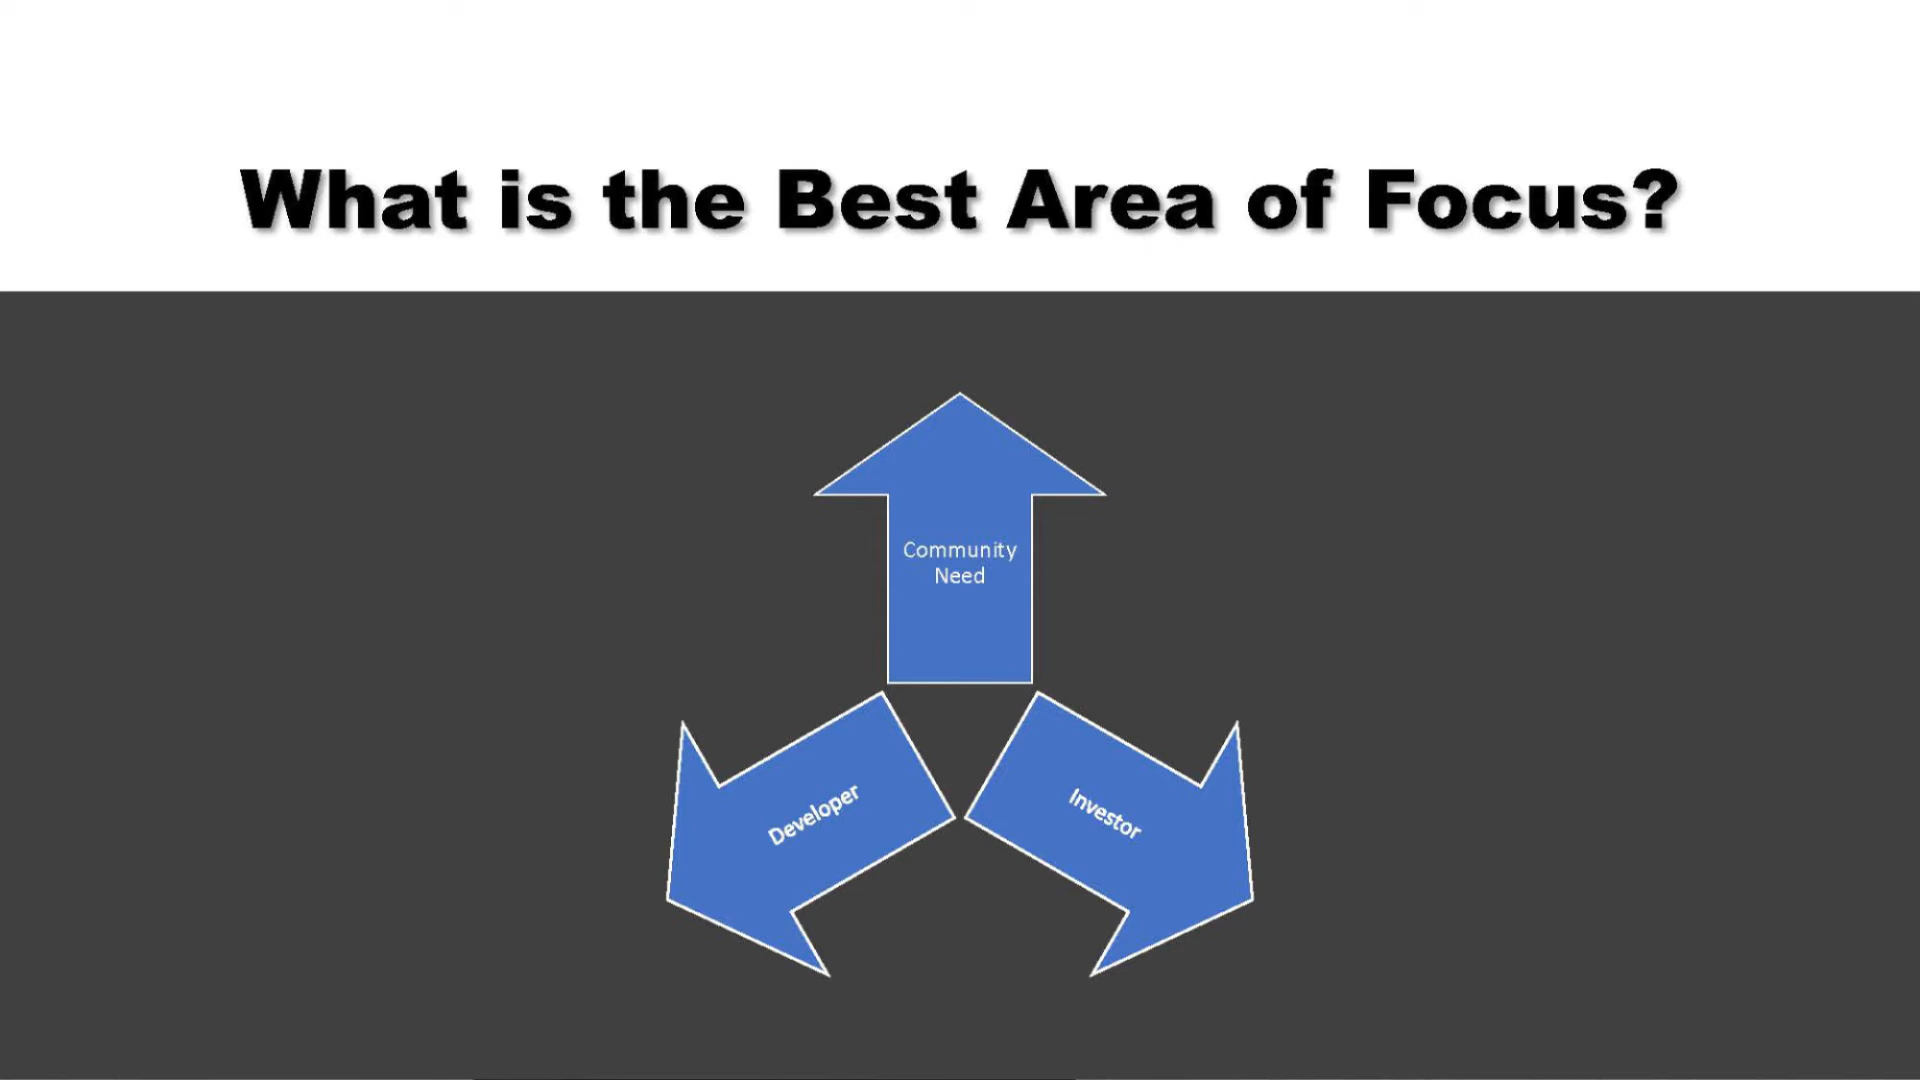 What is the Best Area of Focus?
Community
Need
Developer
Investor